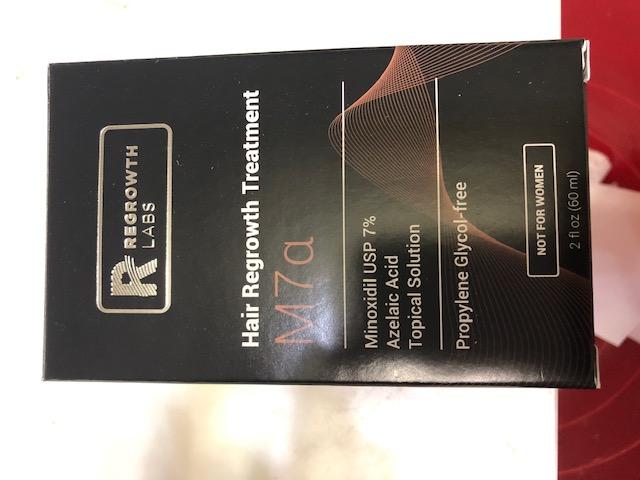 REGROWTH
LABS
Hair Regrowth Treatment
M7a
Minoxidil USP 7%
Azelaic Acid
Topical Solution
Propylene Glycol-free
NOT FOR WOMEN
2 fl oz (60 ml)